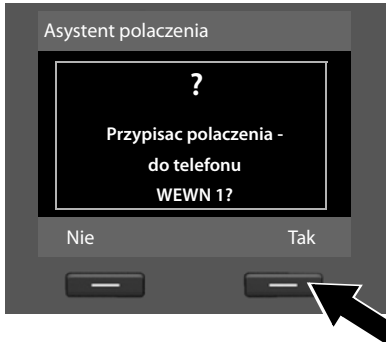 Asystent polaczenia
?
Przypisac polaczenia -
do telefonu
WEWN 1?
Nie Tak